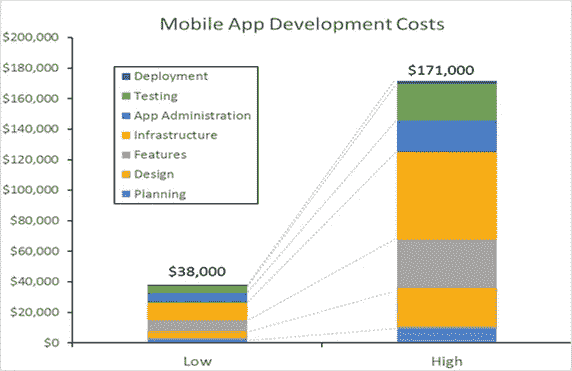 Mobile App Development Costs
$200,000
$180,000
$160,000
$140,000
$120,000
$100,000
$80,000
$60,000
$40,000
$20,000
$0
Deployment
Testing
App Administration
Infrastructure
Features
Design
Planning
$38,000
$171,000
Low
High